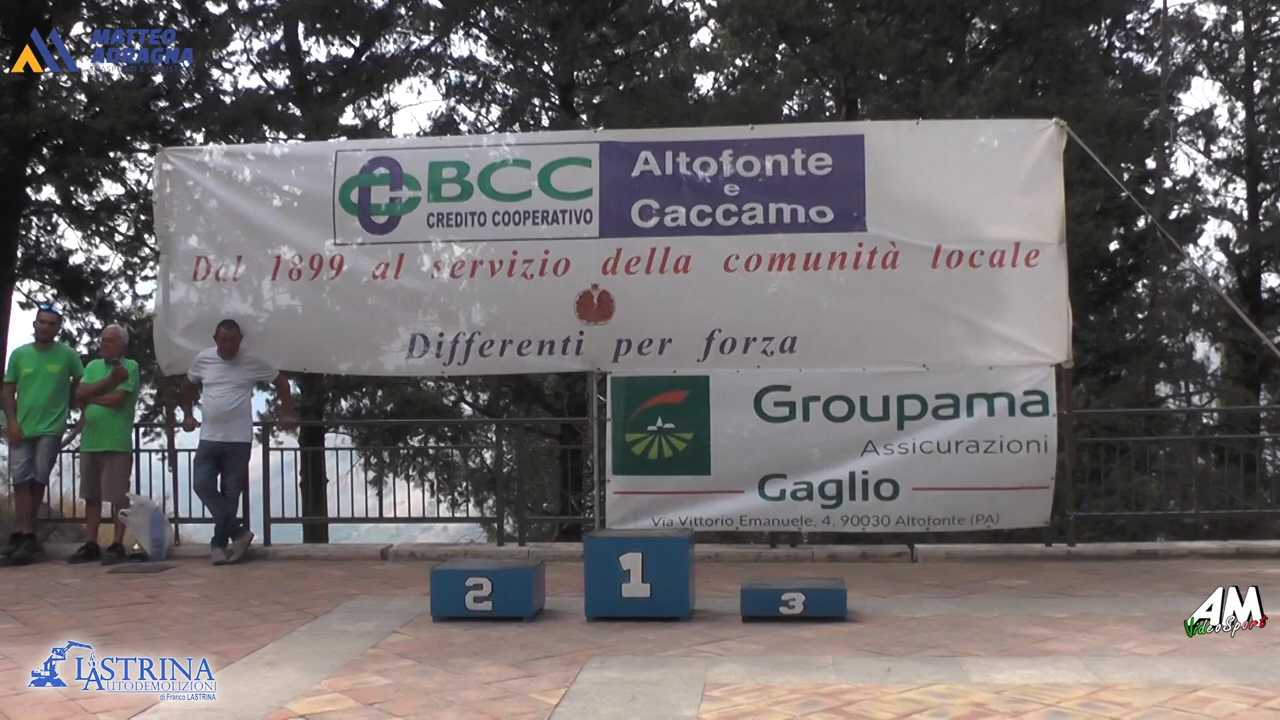 MATTEO
ADRAGNA
BCC
CREDITO COOPERATIVO
Altofonte
e
Caccamo
Dal 1899 al servizio della comunità locale
Differenti per forza
Groupama
Assicurazioni
Gaglio
Via Vittorio Emanuele, 4, 90030 Altofonte (PA)
2
1
3
AM
VideoSport
LASTRINA
AUTODEMOLIZIONI
di Franco LASTRINA